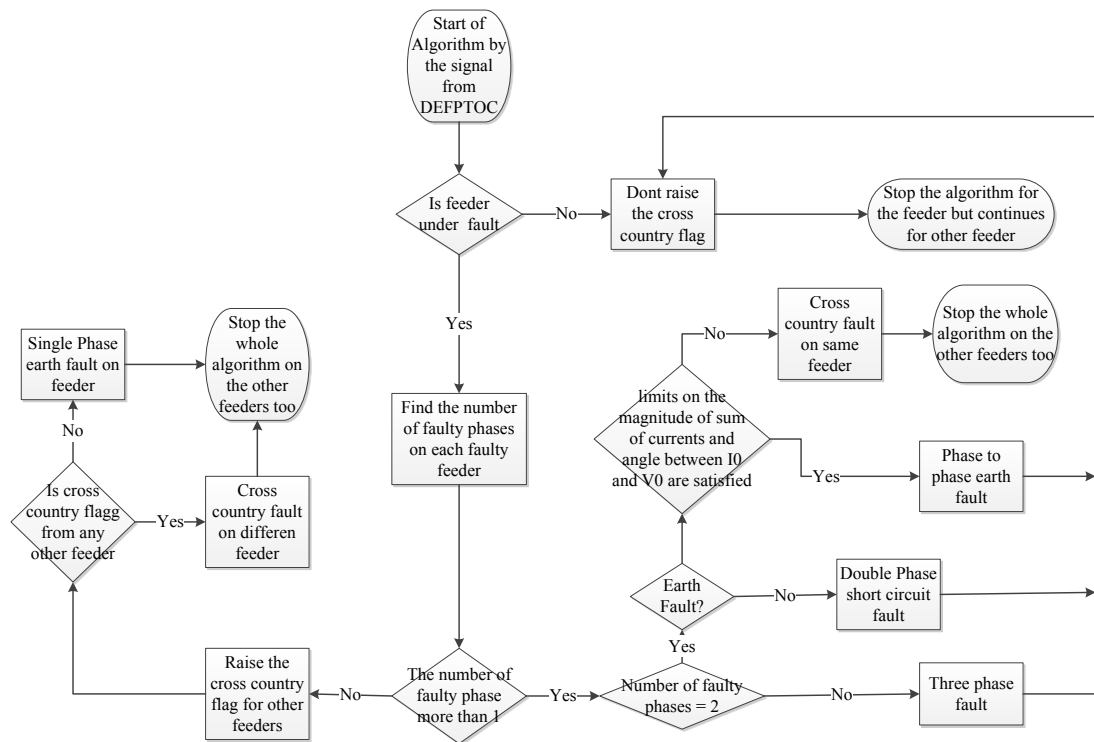 Start of
Algorithm by
the signal
from
DEFPTOC
Is feeder
under fault
No
Dont raise
the cross
country flag
Stop the algorithm for
the feeder but continues
for other feeder
Yes
Single Phase
earth fault on
feeder
Stop the
whole
algorithm on
the other
feeders too
Cross
country fault
on same
feeder
Stop the whole
algorithm on the
other feeders too
No
Find the number
of faulty phases
on each faulty
feeder
limits on the
magnitude of sum
of currents and
angle between I0
and V0 are satisfied
Yes
Phase to
phase earth
fault
No
Is cross
country flagg
from any
other feeder
Yes
Cross
country fault
on differen
feeder
Earth
Fault?
No
Double Phase
short circuit
fault
Yes
Raise the
cross country
flag for other
feeders
No
The number of
faulty phase
more than 1
Yes
Number of faulty
phases = 2
No
Three phase
fault